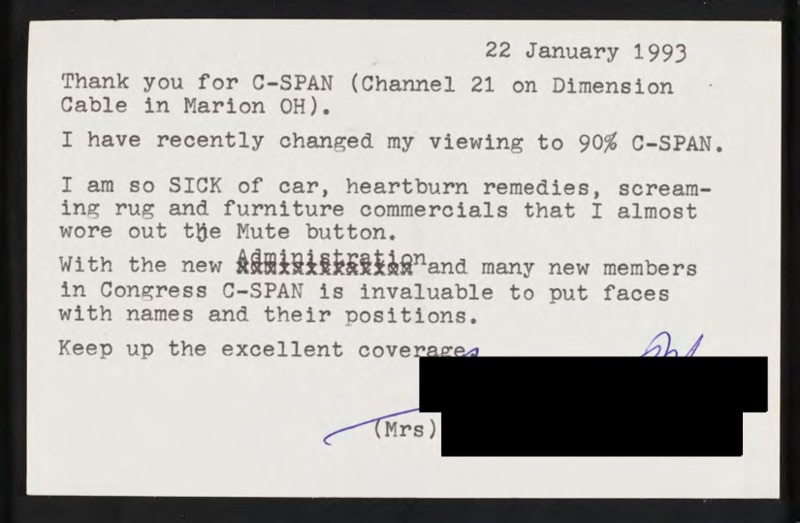 22 January 1993
Thank you for C-SPAN (Channel 21 on Dimension
Cable in Marion OH).
I have recently changed my viewing to 90% C-SPAN.
I am so SICK of car, heartburn remedies, scream-
ing rug and furniture commercials that I almost
wore out the Mute button.
With the new Administration and many new members
in Congress C-SPAN is invaluable to put faces
with names and their positions.
Keep up the excellent coverage
(Mrs)